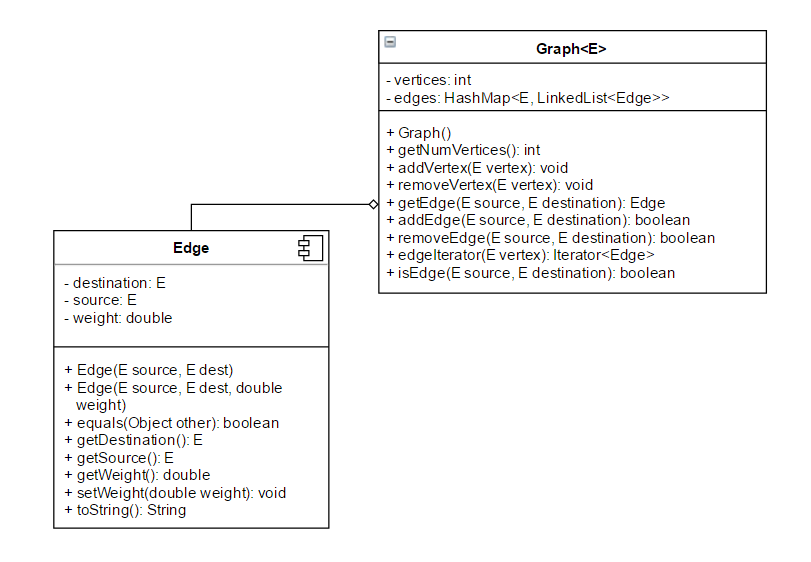 Graph<E>
- vertices: int
- edges: HashMap<E, LinkedList<Edge>>
+ Graph()
+ getNumVertices(): int
+ addVertex(E vertex): void
+ removeVertex(E vertex): void
+ getEdge(E source, E destination): Edge
+ addEdge(E source, E destination): boolean
+ removeEdge(E source, E destination): boolean
+ edgeIterator(E vertex): Iterator<Edge>
+ isEdge(E source, E destination): boolean
Edge
- destination: E
- source: E
- weight: double
+ Edge(E source, E dest)
+ Edge(E source, E dest, double
weight)
+ equals(Object other): boolean
+ getDestination(): E
+ getSource(): E
+ getWeight(): double
+ setWeight(double weight): void
+ toString(): String